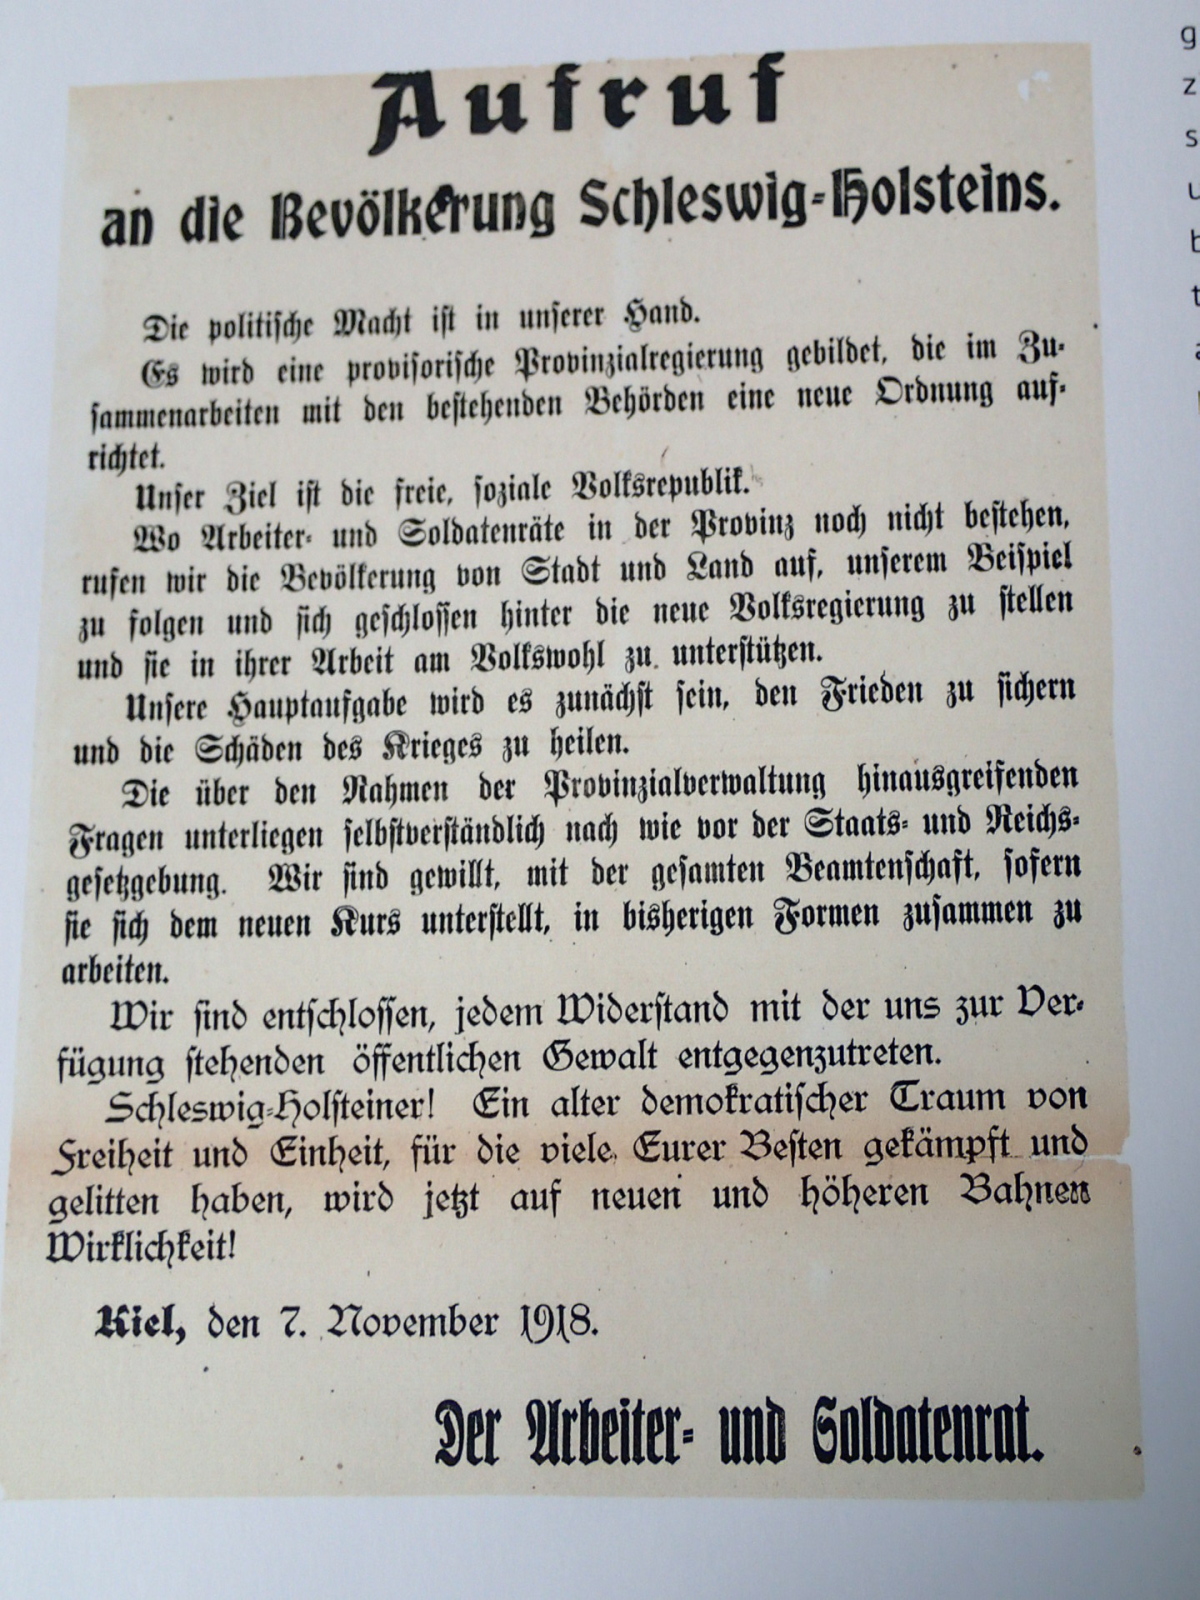 Aufruf
an die Bevölkerung Schleswig-Holsteins.
Die politische Macht ist in unserer Hand.
Es wird eine provisorische Provinzialregierung gebildet, die im Zu-
sammenarbeiten mit den bestehenden Behörden eine neue Ordnung auf-
richtet.
Unser Ziel ist die freie, soziale Volksrepublik.
Wo Arbeiter- und Soldatenräte in der Provinz noch nicht bestehen,
rufen wir die Bevölkerung von Stadt und Land auf, unserem Beispiel
zu folgen und sich geschlossen hinter die neue Volksregierung zu stellen
und sie in ihrer Arbeit am Volkswohl zu unterstützen.
Unsere Hauptaufgabe wird es zunächst sein, den Frieden zu sichern
und die Schäden des Krieges zu heilen.
Die über den Rahmen der Provinzialverwaltung hinausgreifenden
Fragen unterliegen selbstverständlich nach wie vor der Staats- und Reichs-
gesetzgebung. Wir sind gewillt, mit der gesamten Beamtenschaft, sofern
sie sich dem neuen Kurs unterstellt, in bisherigen Formen zusammen zu
arbeiten.
Wir sind entschlossen, jedem Widerstand mit der uns zur Ver-
fügung stehenden öffentlichen Gewalt entgegenzutreten.
Schleswig-Holsteiner! Ein alter demokratischer Traum von
Freiheit und Einheit, für die viele Eurer Besten gekämpft und
gelitten haben, wird jetzt auf neuen und höheren Bahnen
Wirklichkeit!
Kiel, den 7. November 1918.
Der Arbeiter- und Soldatenrat.